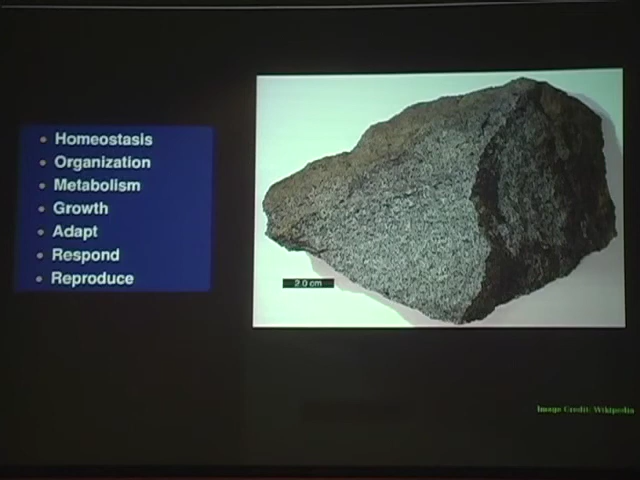 Homeostasis
Organization
Metabolism
Growth
Adapt
Respond
Reproduce
2.0 cm
Image Credit: Wikipedia